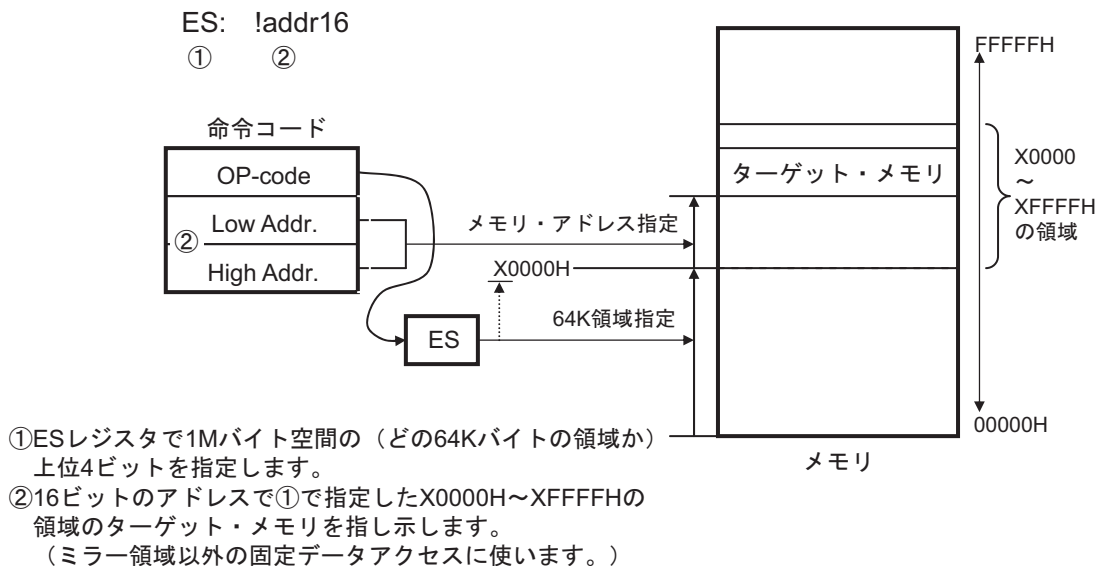 ES: !addr16
① ②
命令コード
OP-code
Low Addr.
②
High Addr.
ES
メモリ・アドレス指定
X0000H
64K領域指定
ターゲット・メモリ
メモリ
FFFFFH
X0000
～
XFFFFH
の領域
00000H
①ESレジスタで1Mバイト空間の（どの64Kバイトの領域か）
上位4ビットを指定します。
②16ビットのアドレスで①で指定したX0000H～XFFFFHの
領域のターゲット・メモリを指し示します。
（ミラー領域以外の固定データアクセスに使います。）